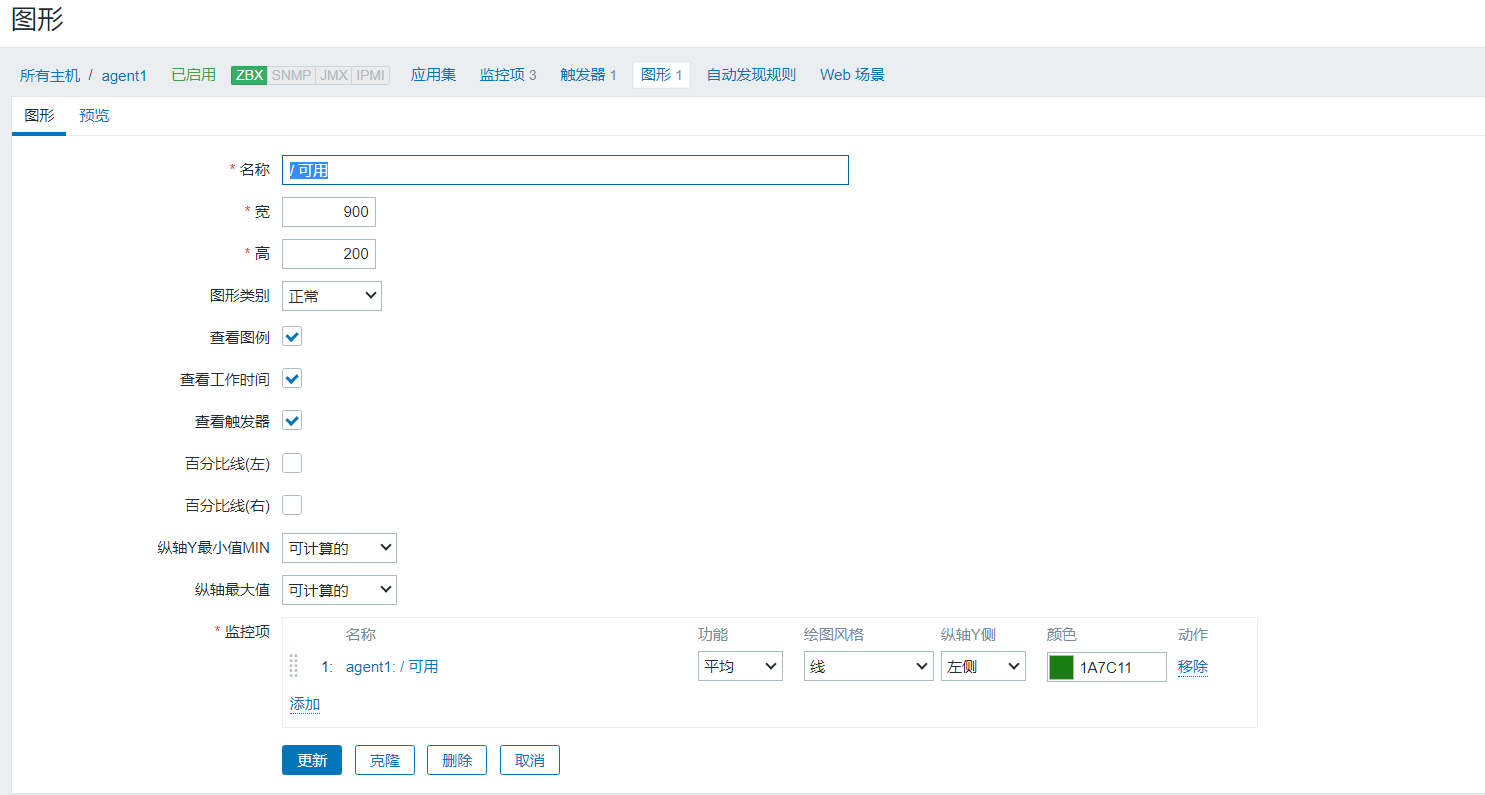 图形
所有主机 / agent1 已启用 ZBX SNMP JMX IPMI 应用集 监控项 3 触发器 1 图形 1 自动发现规则 Web 场景
图形 预览
* 名称 / 可用
* 宽 900
* 高 200
图形类别 正常
查看图例
查看工作时间
查看触发器
百分比线(左)
百分比线(右)
纵轴Y最小值MIN 可计算的
纵轴最大值 可计算的
* 监控项 名称 功能 绘图风格 纵轴Y侧 颜色 动作
1: agent1: / 可用 平均 线 左侧 1A7C11 移除
添加
更新 克隆 删除 取消